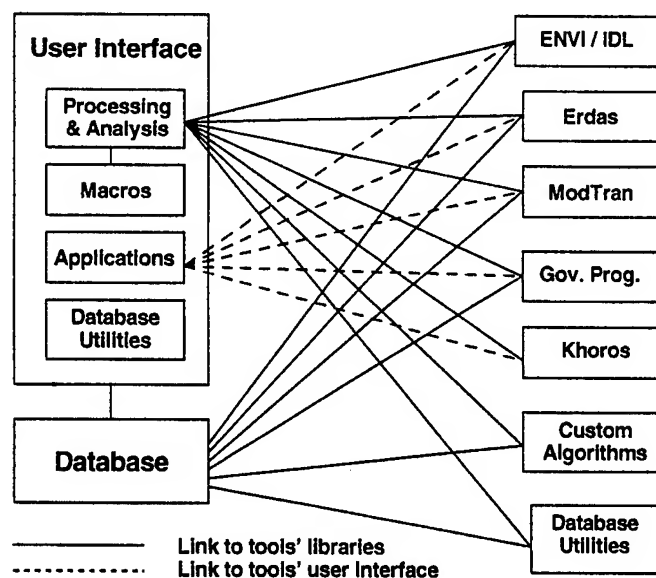 User Interface
Processing
& Analysis
Macros
Applications
Database
Utilities
Database
ENVI / IDL
Erdas
ModTran
Gov. Prog.
Khoros
Custom
Algorithms
Database
Utilities
Link to tools' libraries
Link to tools' user Interface